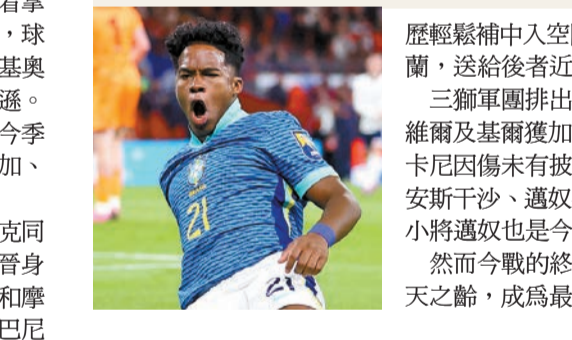 看拿
，球
基奧
遜。
今季
加、
克同
晉身
和摩
巴尼
21
21
歷輕鬆補中入空
蘭，送給後者近
三獅軍團排出
維爾及基爾獲加
卡尼因傷未有披
安斯干沙、邁奴
小將邁奴也是今
然而今戰的終
天之齡，成為最